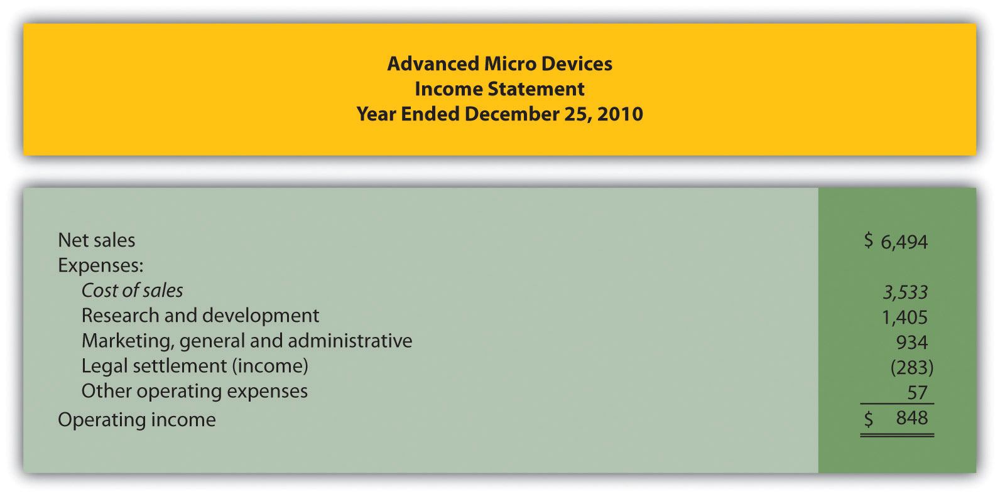 Advanced Micro Devices
Income Statement
Year Ended December 25, 2010
Net sales $ 6,494
Expenses:
Cost of sales 3,533
Research and development 1,405
Marketing, general and administrative 934
Legal settlement (income) (283)
Other operating expenses 57
Operating income $ 848